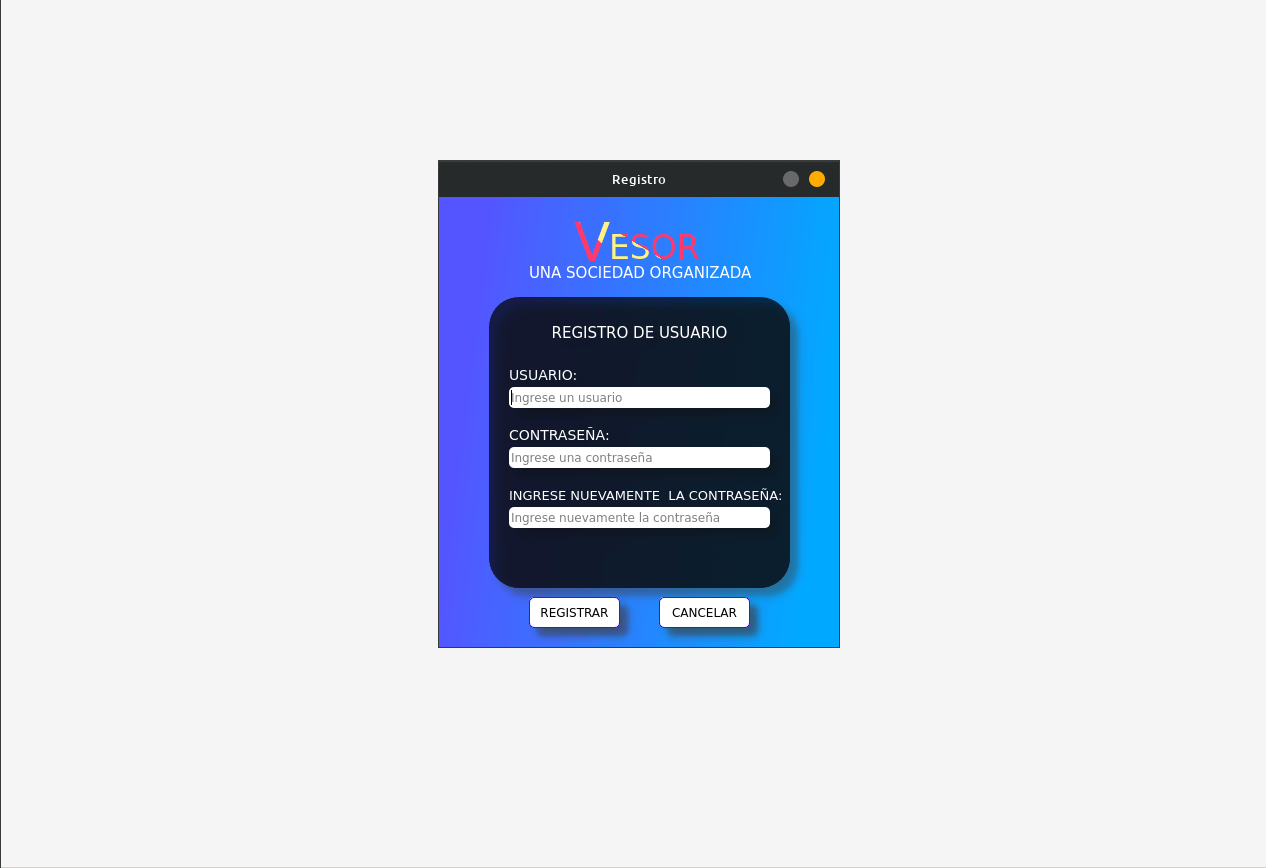 Registro
VESOR
UNA SOCIEDAD ORGANIZADA
REGISTRO DE USUARIO
USUARIO:
Ingrese un usuario
CONTRASEÑA:
Ingrese una contraseña
INGRESE NUEVAMENTE  LA CONTRASEÑA:
Ingrese nuevamente la contraseña
REGISTRAR CANCELAR